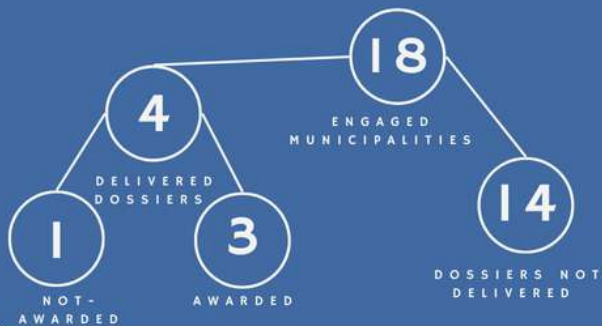 18
ENGAGED
MUNICIPALITIES
4
DELIVERED
DOSSIERS
14
DOSSIERS NOT
DELIVERED
1
NOT-
AWARDED
3
AWARDED